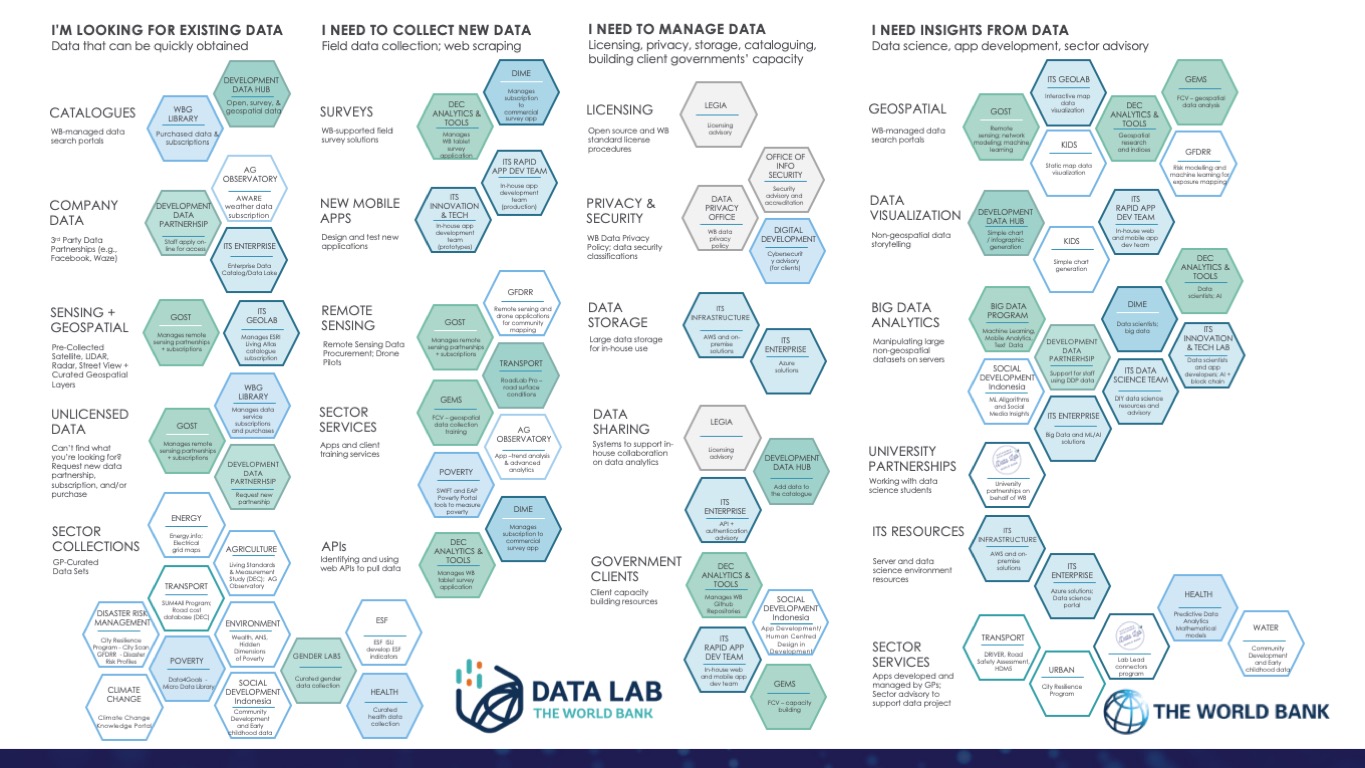 I'M LOOKING FOR EXISTING DATA
Data that can be quickly obtained
CATALOGUES
WB-managed data
search portals
WBG
LIBRARY
Purchased data &
subscriptions
DEVELOPMENT
DATA HUB
Open, survey, &
geospatial data
COMPANY
DATA
3rd Party Data
Partnerships (e.g.,
Facebook, Waze)
AG
OBSERVATORY
AWARE
weather data
subscription
DEVELOPMENT
DATA
PARTNERHSIP
Staff apply on-
line for access
ITS ENTERPRISE
Enterprise Data
Catalog/Data Lake
SENSING +
GEOSPATIAL
Pre-Collected
Satellite, LIDAR,
Radar, Street View +
Curated Geospatial
Layers
GOST
Manages remote
sensing partnerships
+ subscriptions
ITS
GEOLAB
Manages ESRI
Living Atlas
catalogue
subscription
UNLICENSED
DATA
Can't find what
you're looking for?
Request new data
partnership,
subscription, and/or
purchase
WBG
LIBRARY
Manages data
service
subscriptions
and purchases
GOST
Manages remote
sensing partnerships
+ subscriptions
DEVELOPMENT
DATA
PARTNERHSIP
Request new
partnership
SECTOR
COLLECTIONS
GP-Curated
Data Sets
ENERGY
Energy.info;
Electrical
grid maps
AGRICULTURE
Living Standards
& Measurement
Study (DEC); AG
Observatory
TRANSPORT
SUM4All Program;
Road cost
database (DEC)
DISASTER RISK
MANAGEMENT
City Resilience
Program - City Scan
GFDRR - Disaster
Risk Profiles
ENVIRONMENT
Wealth, ANS,
Hidden
Dimensions
of Poverty
POVERTY
Data4Goals -
Micro Data Library
GENDER LABS
Curated gender
data collection
ESF
ESF GU
develop ESF
indicators
CLIMATE
CHANGE
Climate Change
Knowledge Portal
SOCIAL
DEVELOPMENT
Indonesia
Community
Development
and Early
childhood data
HEALTH
Curated
health data
collection
I NEED TO COLLECT NEW DATA
Field data collection; web scraping
SURVEYS
WB-supported field
survey solutions
DIME
Manages
subscription
to
commercial
survey app
DEC
ANALYTICS &
TOOLS
Manages
WB tablet
survey
application
NEW MOBILE
APPS
Design and test new
applications
ITS RAPID
APP DEV TEAM
In-house app
development
team
(production)
ITS
INNOVATION
& TECH
In-house app
development
team
(prototypes)
REMOTE
SENSING
Remote Sensing Data
Procurement; Drone
Pilots
GFDRR
Remote sensing and
drone applications
for community
mapping
GOST
Manages remote
sensing partnerships
+ subscriptions
TRANSPORT
RoadLab Pro –
road surface
conditions
SECTOR
SERVICES
Apps and client
training services
GEMS
FCV – geospatial
data collection
training
AG
OBSERVATORY
App –trend analysis
& advanced
analytics
POVERTY
SWIFT and EAP
Poverty Portal
tools to measure
poverty
APIs
Identifying and using
web APIs to pull data
DIME
Manages
subscription to
commercial
survey app
DEC
ANALYTICS &
TOOLS
Manages WB
tablet survey
application
DATA LAB
THE WORLD BANK
I NEED TO MANAGE DATA
Licensing, privacy, storage, cataloguing,
building client governments' capacity
LICENSING
Open source and WB
standard license
procedures
LEGIA
Licensing
advisory
PRIVACY &
SECURITY
WB Data Privacy
Policy; data security
classifications
OFFICE OF
INFO
SECURITY
Security
advisory and
accreditation
DATA
PRIVACY
OFFICE
WB data
privacy
policy
DIGITAL
DEVELOPMENT
Cybersecurit
y advisory
(for clients)
DATA
STORAGE
Large data storage
for in-house use
ITS
INFRASTRUCTURE
AWS and on-
premise
solutions
ITS
ENTERPRISE
Azure
solutions
DATA
SHARING
Systems to support in-
house collaboration
on data analytics
LEGIA
Licensing
advisory
DEVELOPMENT
DATA HUB
Add data to
the catalogue
ITS
ENTERPRISE
API +
authentication
advisory
GOVERNMENT
CLIENTS
Client capacity
building resources
DEC
ANALYTICS &
TOOLS
Manages WB
Github
Repositories
SOCIAL
DEVELOPMENT
Indonesia
App Development/
Human Centred
Design in
Development
ITS
RAPID APP
DEV TEAM
In-house web
and mobile app
dev team
GEMS
FCV – capacity
building
I NEED INSIGHTS FROM DATA
Data science, app development, sector advisory
GEOSPATIAL
WB-managed data
search portals
ITS GEOLAB
Interactive map
data
visualization
GEMS
FCV – geospatial
data analysis
GOST
Remote
sensing; network
modeling; machine
learning
DEC
ANALYTICS &
TOOLS
Geospatial
research
and indices
KIDS
Static map data
visualization
GFDRR
Risk modelling and
machine learning for
exposure mapping
DATA
VISUALIZATION
Non-geospatial data
storytelling
DEVELOPMENT
DATA HUB
Simple chart
/ infographic
generation
ITS
RAPID APP
DEV TEAM
In-house web
and mobile app
dev team
KIDS
Simple chart
generation
BIG DATA
ANALYTICS
Manipulating large
non-geospatial
datasets on servers
DEC
ANALYTICS &
TOOLS
Data
scientists; AI
BIG DATA
PROGRAM
Machine Learning,
Mobile Analytics,
Text Data
DIME
Data scientists;
big data
DEVELOPMENT
DATA
PARTNERHSIP
Support for staff
using DDP data
ITS
INNOVATION
& TECH LAB
Data scientists
and app
developers; AI +
block chain
SOCIAL
DEVELOPMENT
Indonesia
ML Algorithms
and Social
Media Insights
ITS DATA
SCIENCE TEAM
DIY data science
resources and
advisory
ITS ENTERPRISE
Big Data and ML/AI
solutions
UNIVERSITY
PARTNERSHIPS
Working with data
science students
Data Lab
University
partnerships on
behalf of WB
ITS RESOURCES
Server and data
science environment
resources
ITS
INFRASTRUCTURE
AWS and on-
premise
solutions
ITS
ENTERPRISE
Azure solutions;
Data science
portal
SECTOR
SERVICES
Apps developed and
managed by GPs;
Sector advisory to
support data project
TRANSPORT
DRIVER, Road
Safety Assessment,
HDMS
URBAN
City Resilience
Program
Data Lab
Lab Lead
connectors
program
HEALTH
Predictive Data
Analytics
Mathematical
models
WATER
Community
Development
and Early
childhood data
THE WORLD BANK